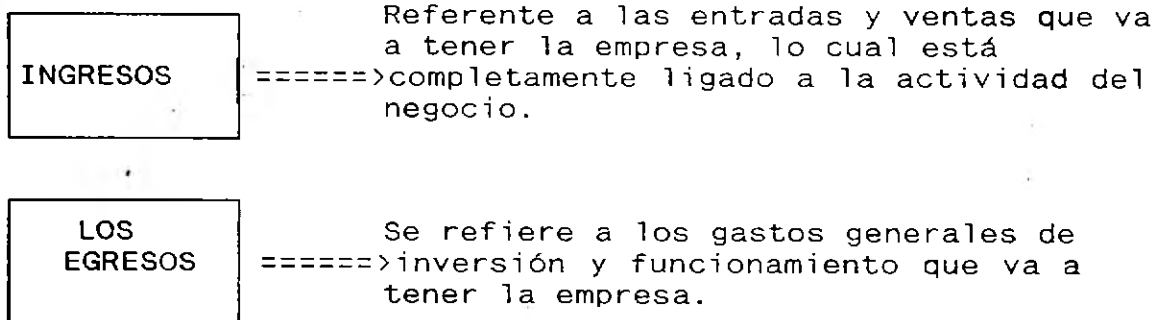 Referente a las entradas y ventas que va
a tener la empresa, lo cual está
INGRESOS ======>completamente ligado a la actividad del
negocio.
LOS
EGRESOS
Se refiere a los gastos generales de
======>inversión y funcionamiento que va a
tener la empresa.